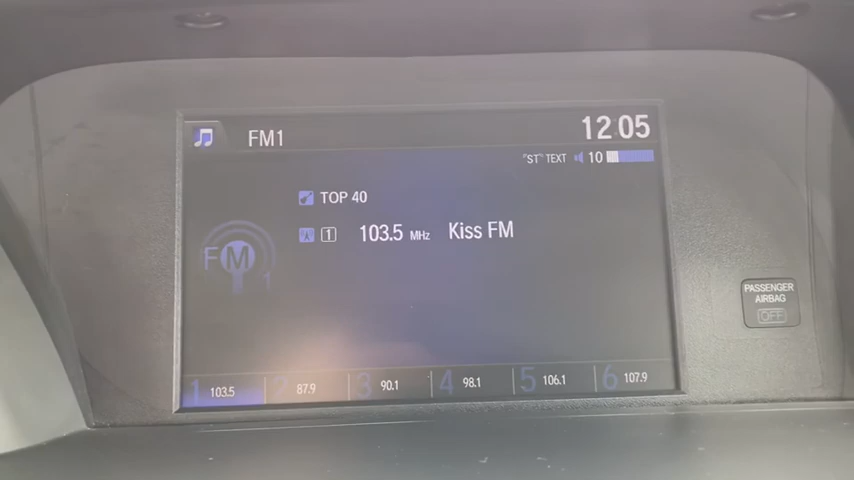 FM1
12:05
"ST" TEXT 10
TOP 40
1 103.5 MHz Kiss FM
FM 1
PASSENGER
AIRBAG
OFF
1 103.5 2 87.9 3 90.1 4 98.1 5 106.1 6 107.9